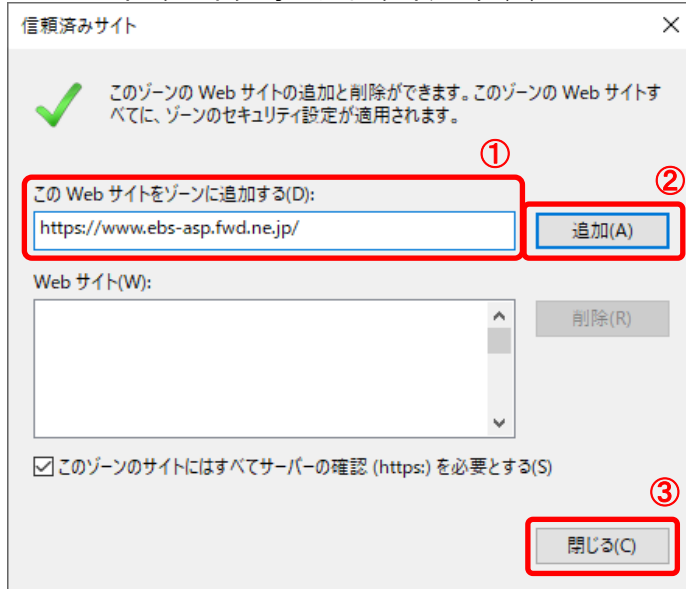 信頼済みサイト
このゾーンの Web サイトの追加と削除ができます。このゾーンの Web サイトす
べてに、ゾーンのセキュリティ設定が適用されます。
①
②
この Web サイトをゾーンに追加する(D):
https://www.ebs-asp.fwd.ne.jp/
追加(A)
Web サイト(W):
削除(R)
このゾーンのサイトにはすべてサーバーの確認 (https:) を必要とする(S)
③
閉じる(C)